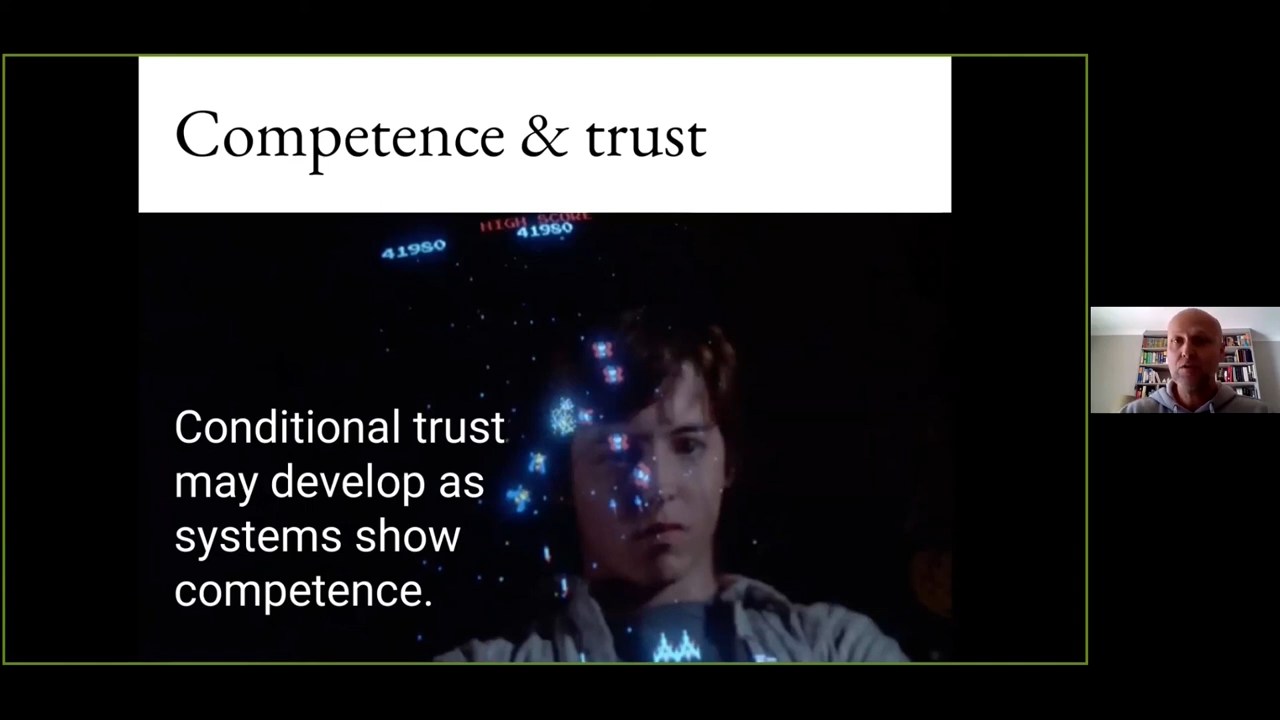 Competence & trust
HIGH SCORE
41980
41980
Conditional trust
may develop as
systems show
competence.